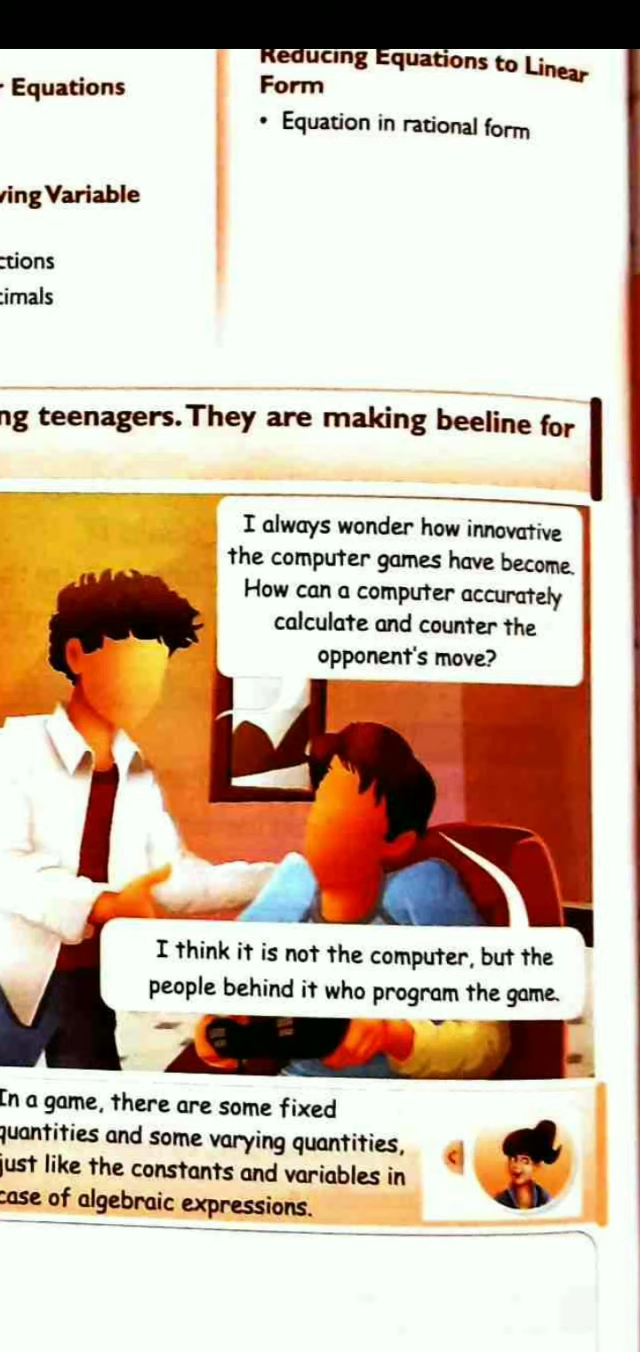 Equations
ving Variable
ctions
imals
Reducing Equations to Linear
Form
• Equation in rational form
ng teenagers. They are making beeline for
I always wonder how innovative
the computer games have become.
How can a computer accurately
calculate and counter the
opponent's move?
I think it is not the computer, but the
people behind it who program the game.
In a game, there are some fixed
quantities and some varying quantities,
just like the constants and variables in
case of algebraic expressions.